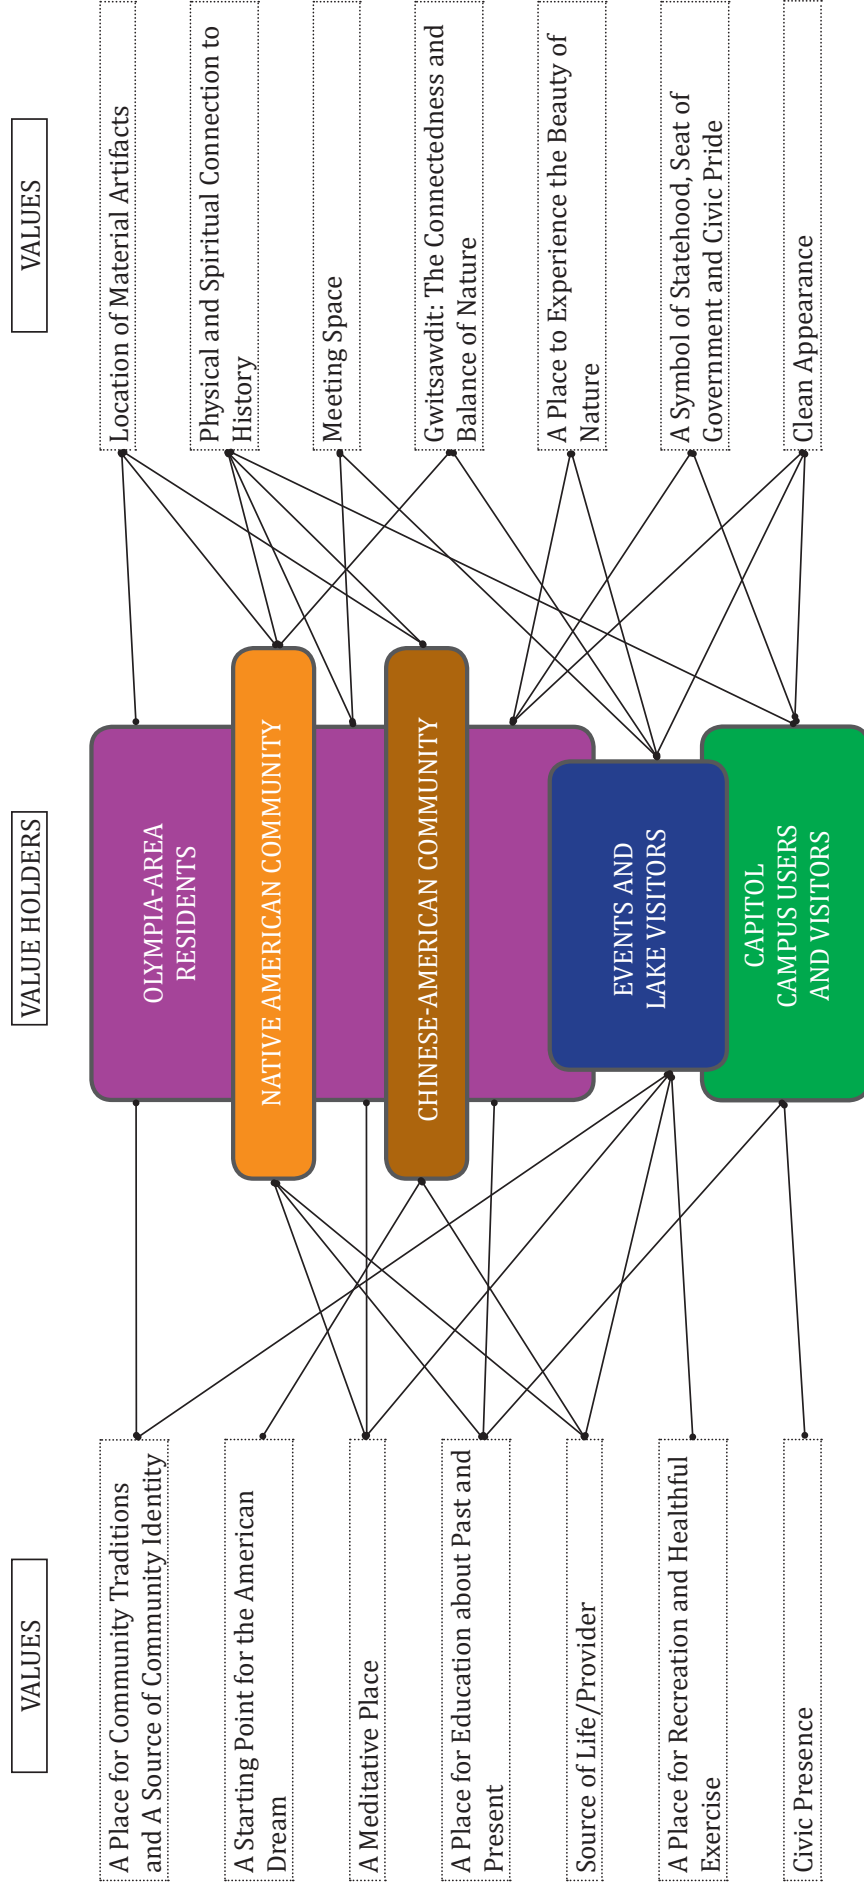 VALUES
A Place for Community Traditions
and A Source of Community Identity
A Starting Point for the American
Dream
A Meditative Place
A Place for Education about Past and
Present
Source of Life/Provider
A Place for Recreation and Healthful
Exercise
Civic Presence
VALUE HOLDERS
OLYMPIA-AREA
RESIDENTS
NATIVE AMERICAN COMMUNITY
CHINESE-AMERICAN COMMUNITY
EVENTS AND
LAKE VISITORS
CAPITOL
CAMPUS USERS
AND VISITORS
VALUES
Location of Material Artifacts
Physical and Spiritual Connection to
History
Meeting Space
Gwitsawdit: The Connectedness and
Balance of Nature
A Place to Experience the Beauty of
Nature
A Symbol of Statehood, Seat of
Government and Civic Pride
Clean Appearance